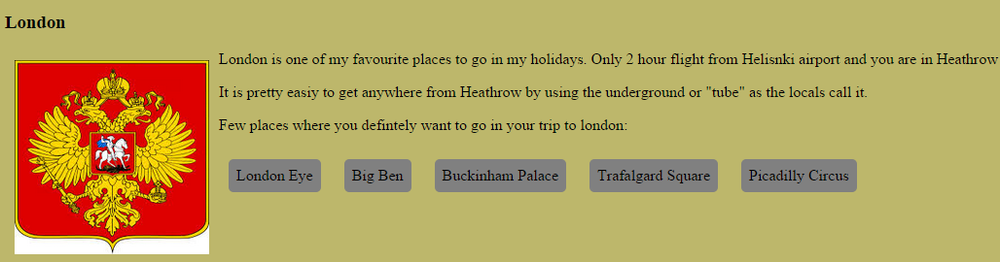 London
London is one of my favourite places to go in my holidays. Only 2 hour flight from Helisnki airport and you are in Heathrow
It is pretty easiy to get anywhere from Heathrow by using the underground or "tube" as the locals call it.
Few places where you defintely want to go in your trip to london:
London Eye Big Ben Buckinham Palace Trafalgard Square Picadilly Circus